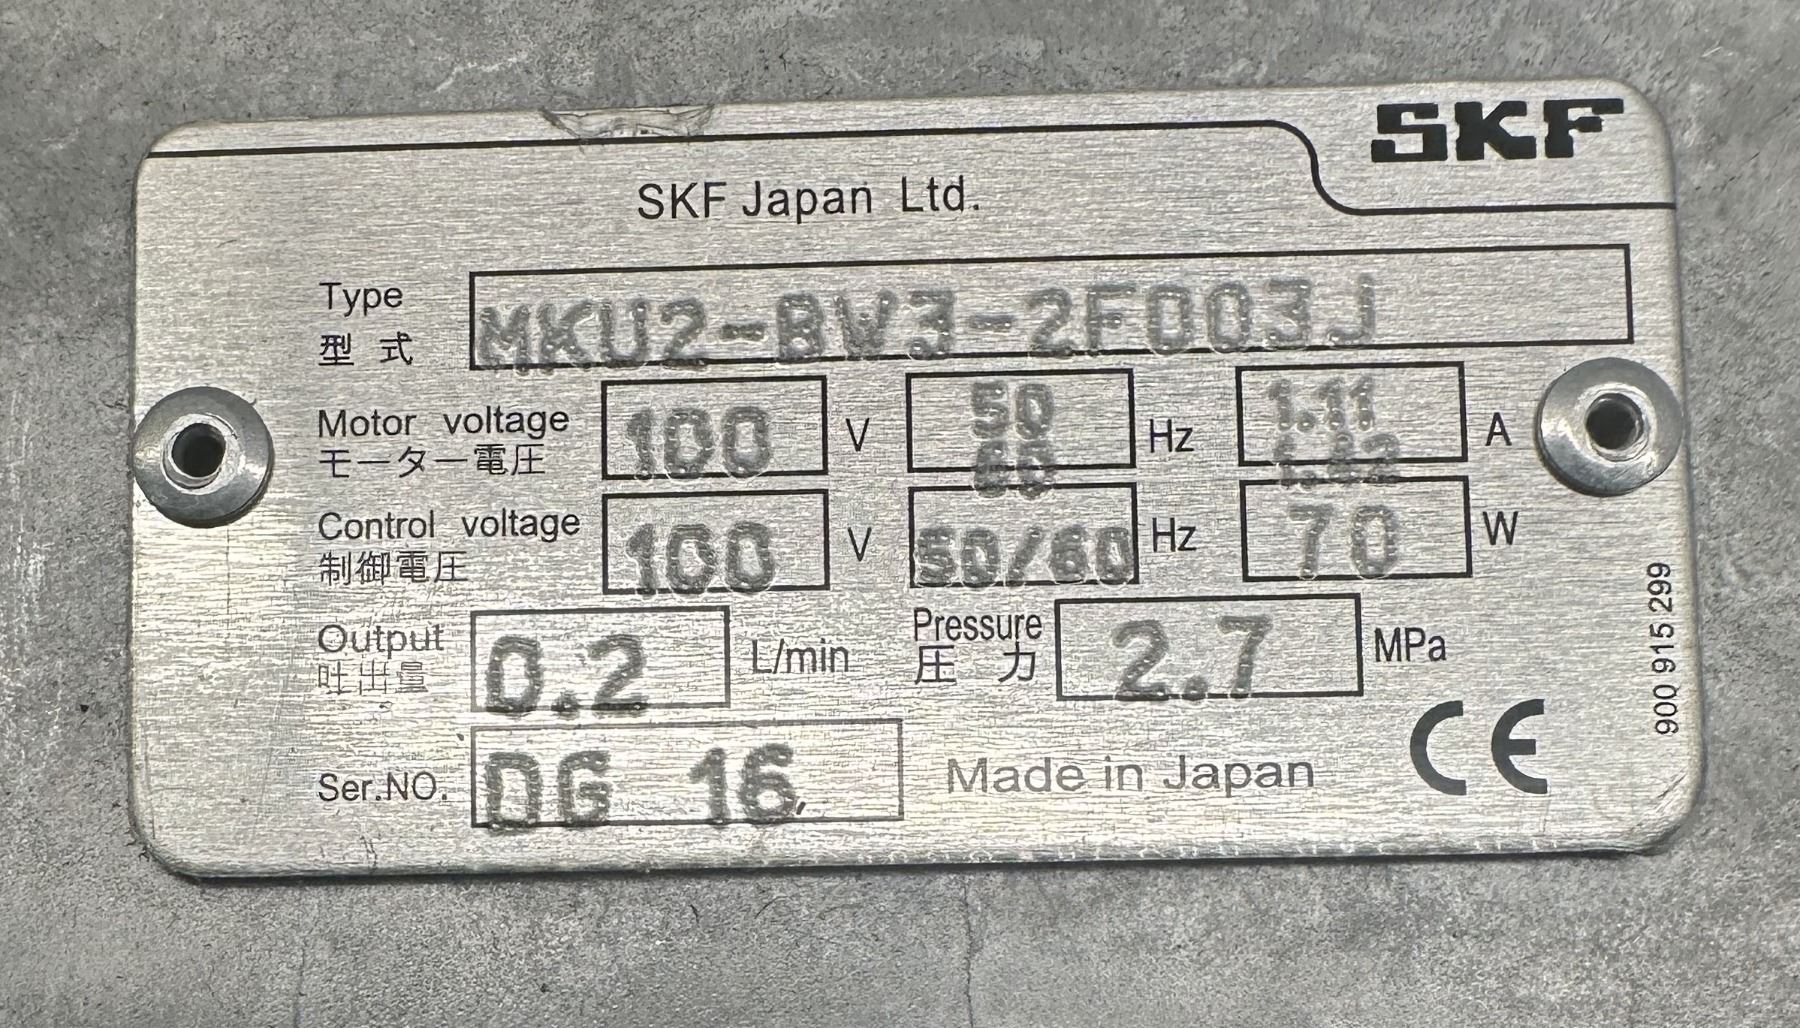 SKF
SKF Japan Ltd.
Type MKU2-BW3-2F003J
型 式
Motor voltage 100 V 50 Hz 1.11 A
モーター電圧 60
Control voltage 100 V 50/60 Hz 70 W
制御電圧
Output 0.2 L/min Pressure 2.7 MPa
吐出量 圧 力
Ser.NO. DG 16 Made in Japan CE
900 915 299